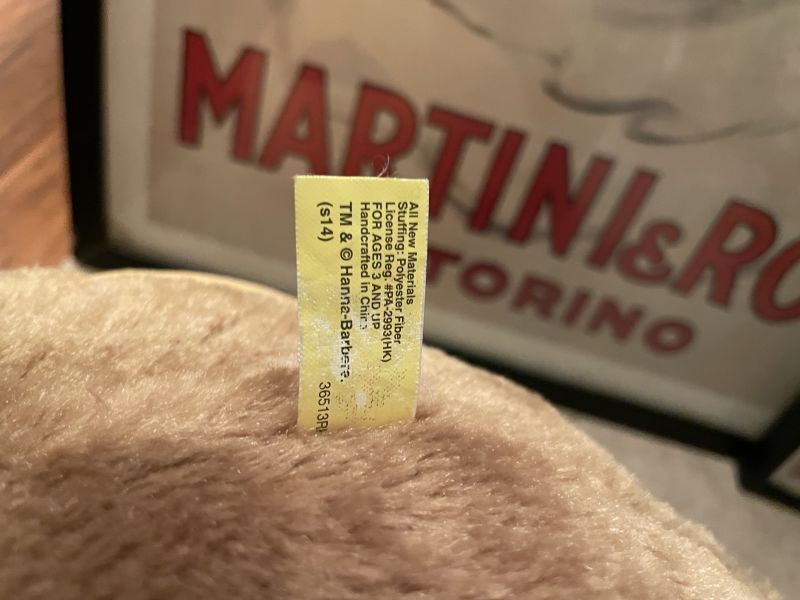 MARTINI & RO
TORINO
All New Materials
Stuffing: Polyester Fiber
License Reg. #PA-2993(HK)
FOR AGES 3 AND UP
Handcrafted in China
TM & © Hanna-Barbera.
(s14)